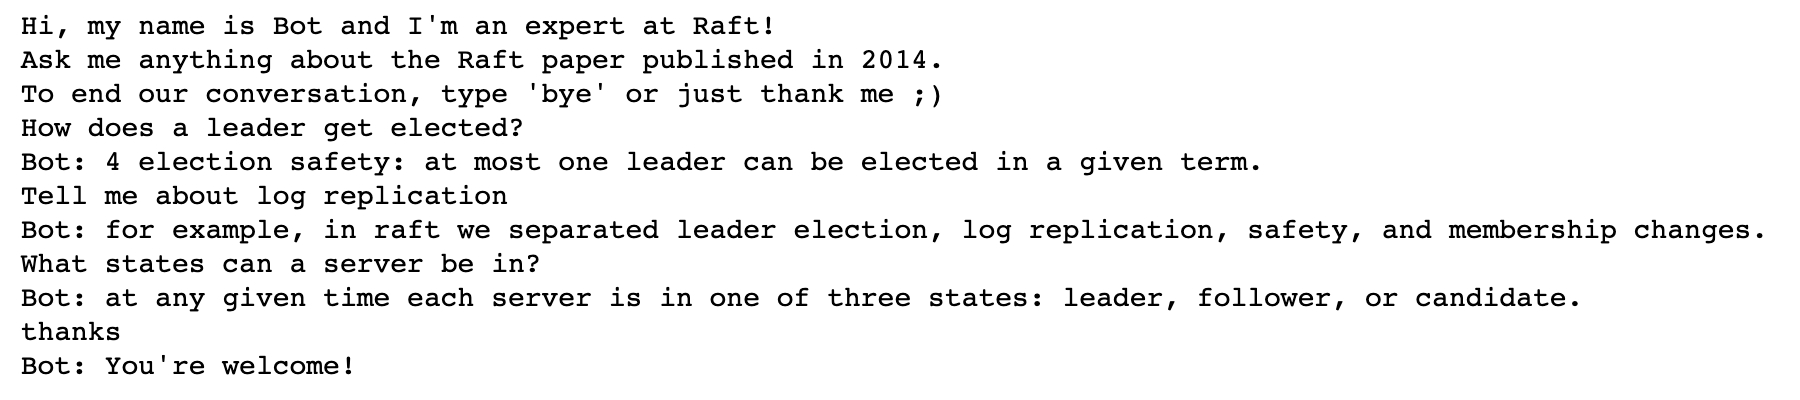 Hi, my name is Bot and I'm an expert at Raft!
Ask me anything about the Raft paper published in 2014.
To end our conversation, type 'bye' or just thank me ;)
How does a leader get elected?
Bot: 4 election safety: at most one leader can be elected in a given term.
Tell me about log replication
Bot: for example, in raft we separated leader election, log replication, safety, and membership changes.
What states can a server be in?
Bot: at any given time each server is in one of three states: leader, follower, or candidate.
thanks
Bot: You're welcome!